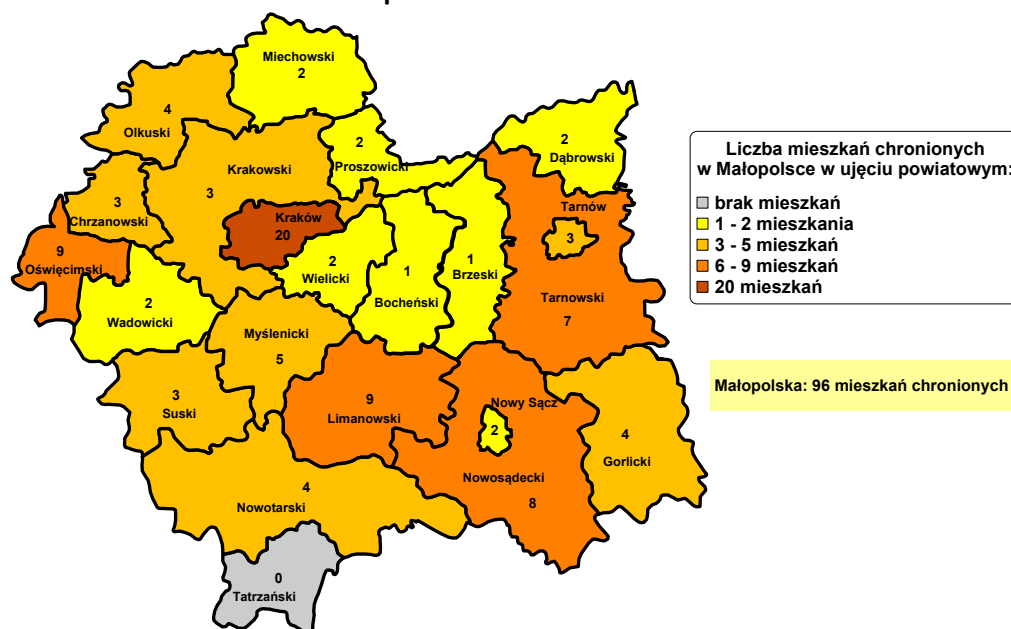 Miechowski
2
4
Olkuski
2
Proszowicki
2
Dąbrowski
Krakowski
3
3
Chrzanowski
Kraków
20
Tarnów
3
9
Oświęcimski
2
Wielicki
1
Bocheński
1
Brzeski
Tarnowski
7
2
Wadowicki
Myślenicki
5
3
Suski
9
Limanowski
Nowy Sącz
2
4
Gorlicki
Nowosądecki
8
4
Nowotarski
0
Tatrzański
Liczba mieszkań chronionych
w Małopolsce w ujęciu powiatowym:
brak mieszkań
1 - 2 mieszkania
3 - 5 mieszkań
6 - 9 mieszkań
20 mieszkań
Małopolska: 96 mieszkań chronionych